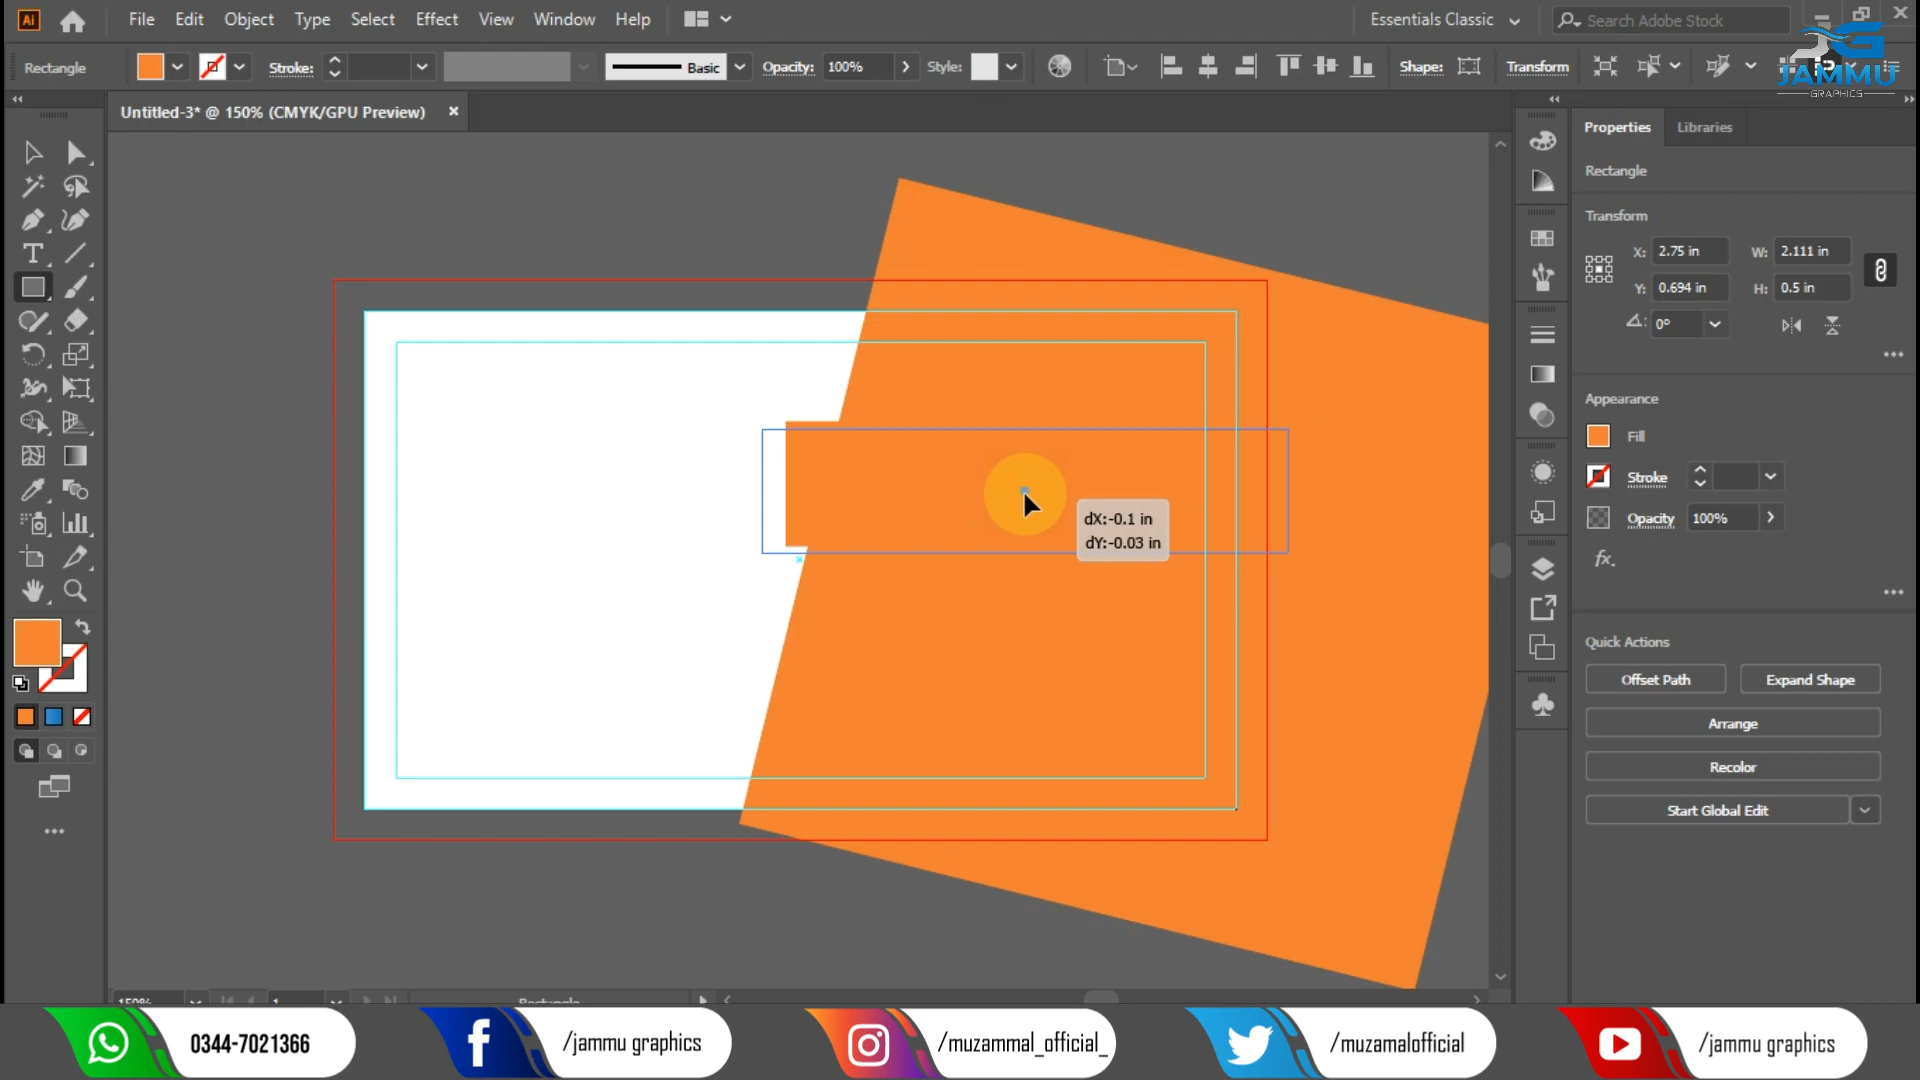 Ai File Edit Object Type Select Effect View Window Help Essentials Classic Search Adobe Stock
Rectangle Stroke: Basic Opacity: 100% Style: Shape: Transform
JAMMU
GRAPHICS
Untitled-3* @ 150% (CMYK/GPU Preview) ×
Properties Libraries
Rectangle
Transform
X: 2.75 in W: 2.111 in
Y: 0.694 in H: 0.5 in
0°
Appearance
Fill
Stroke
Opacity 100%
fx.
dX:-0.1 in
dY:-0.03 in
Quick Actions
Offset Path Expand Shape
Arrange
Recolor
Start Global Edit
150% 1 Rectangle
0344-7021366 /jammu graphics /muzammal_official_ /muzamalofficial /jammu graphics